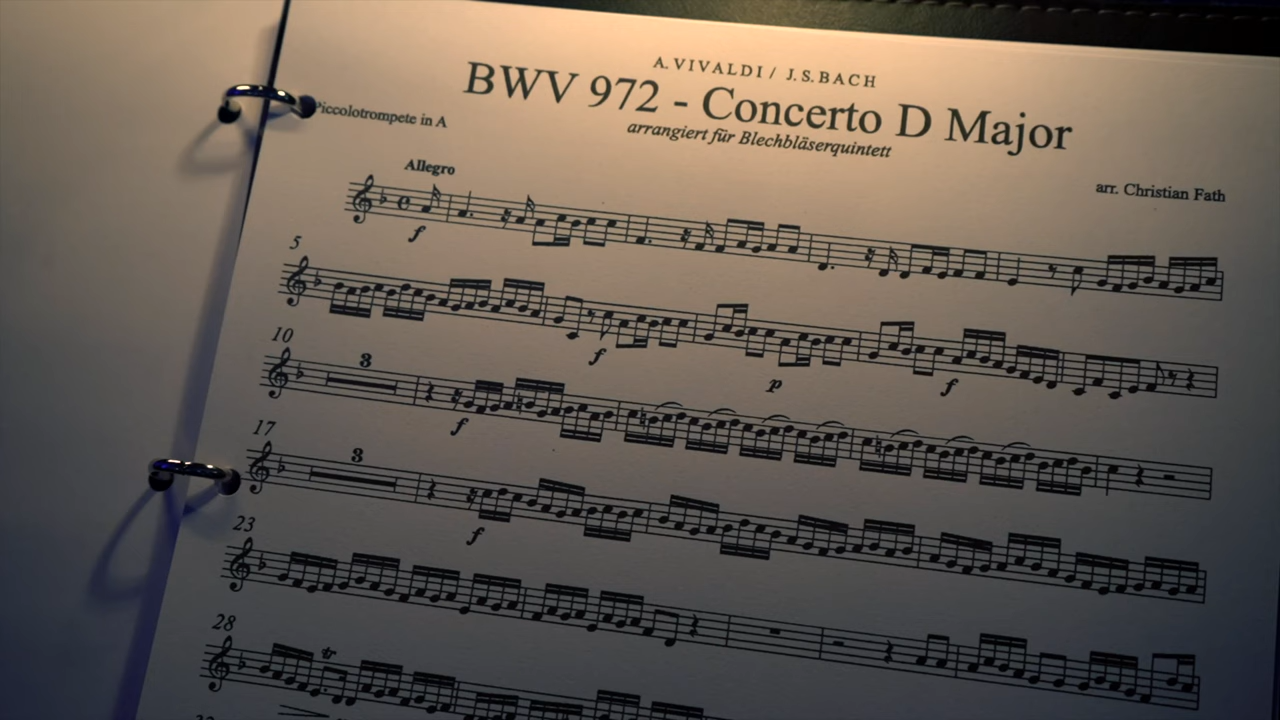 A. VIVALDI / J.S. BACH
BWV 972 - Concerto D Major
arrangiert für Blechbläserquintett
Piccolotrompete in A
arr. Christian Fath
Allegro
f
5
f
p
f
10
3
f
17
3
f
23
28
tr